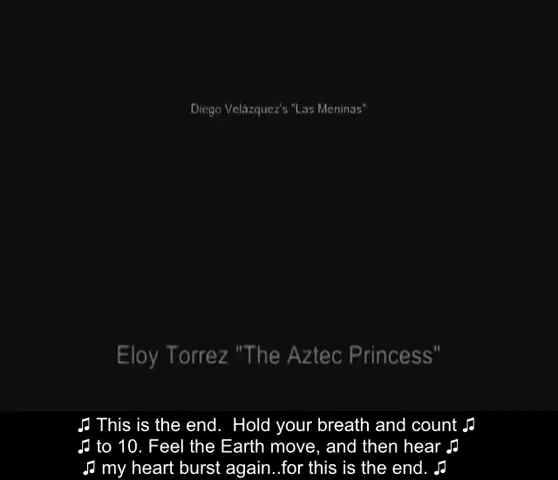 Diego Velázquez's "Las Meninas"
Eloy Torrez "The Aztec Princess"
♫ This is the end.  Hold your breath and count ♫
♫ to 10. Feel the Earth move, and then hear ♫
♫ my heart burst again..for this is the end. ♫